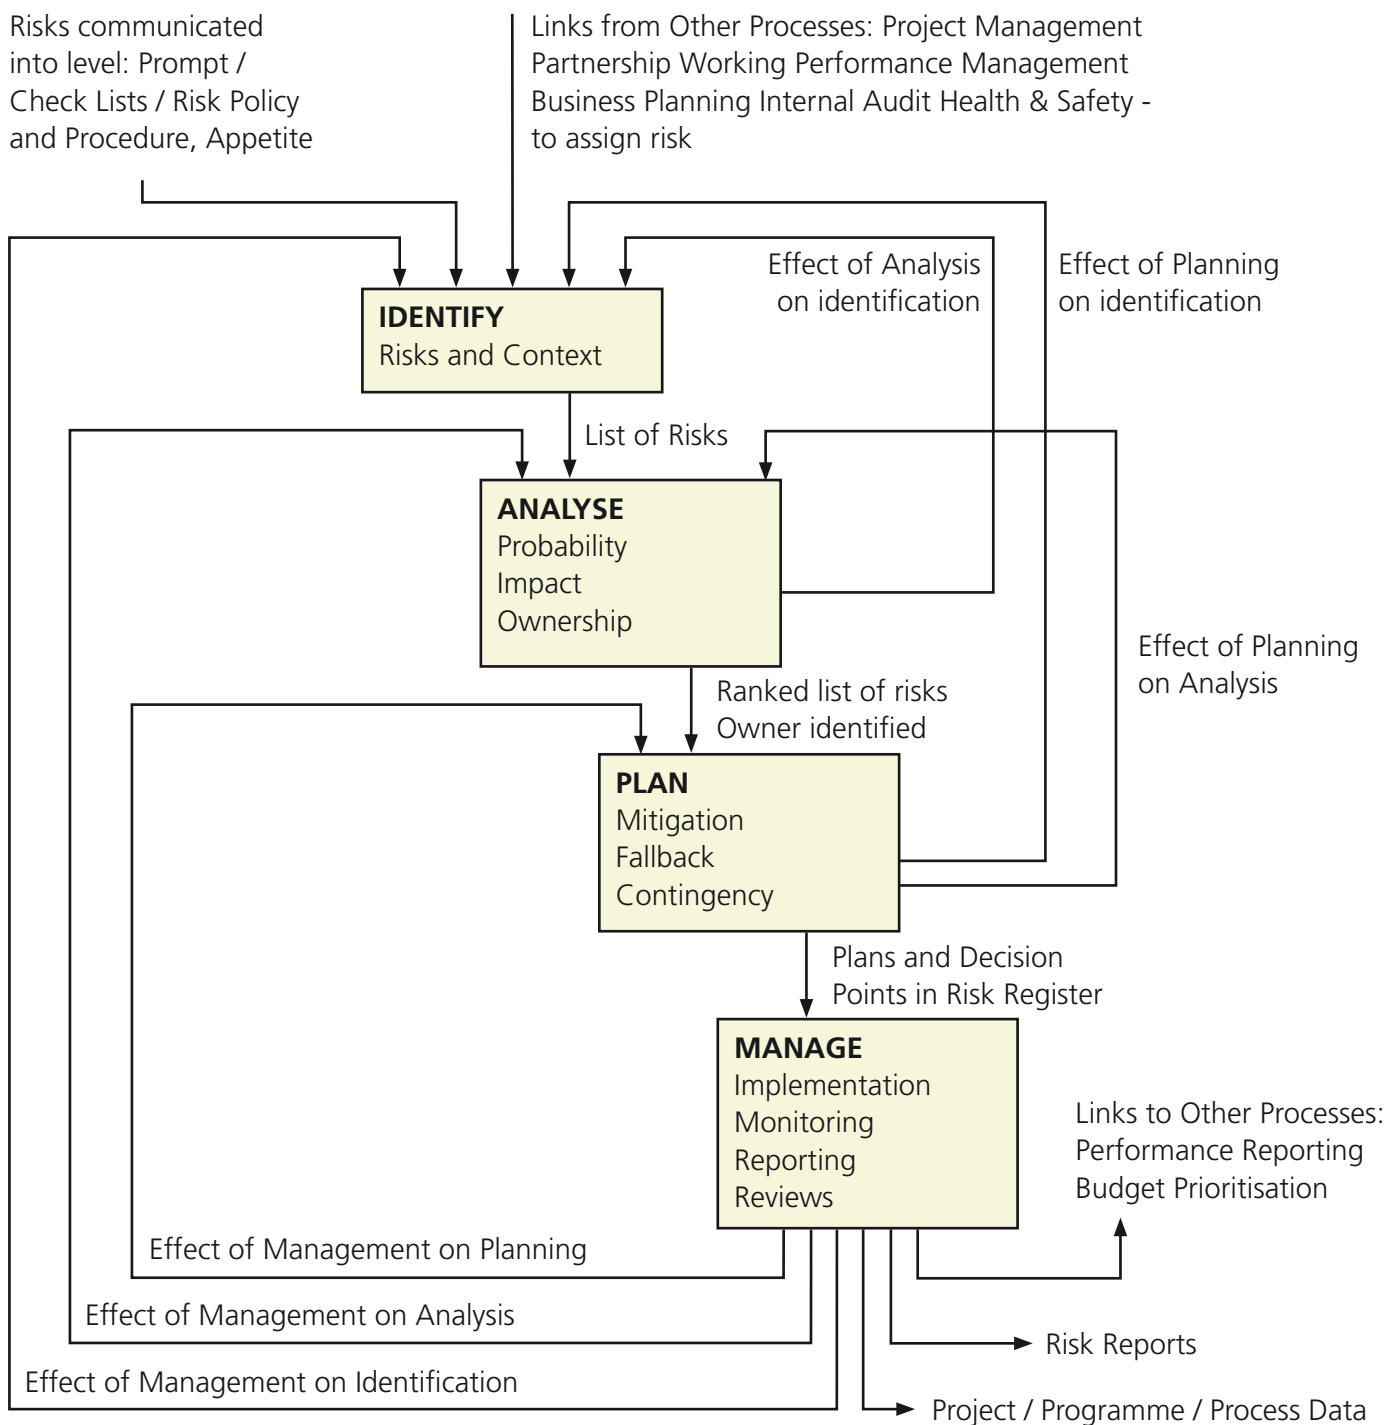 Risks communicated
into level: Prompt /
Check Lists / Risk Policy
and Procedure, Appetite
Links from Other Processes: Project Management
Partnership Working Performance Management
Business Planning Internal Audit Health & Safety -
to assign risk
Effect of Analysis
on identification
Effect of Planning
on identification
IDENTIFY
Risks and Context
List of Risks
ANALYSE
Probability
Impact
Ownership
Effect of Planning
on Analysis
Ranked list of risks
Owner identified
PLAN
Mitigation
Fallback
Contingency
Plans and Decision
Points in Risk Register
MANAGE
Implementation
Monitoring
Reporting
Reviews
Links to Other Processes:
Performance Reporting
Budget Prioritisation
Effect of Management on Planning
Effect of Management on Analysis
Risk Reports
Effect of Management on Identification
Project / Programme / Process Data